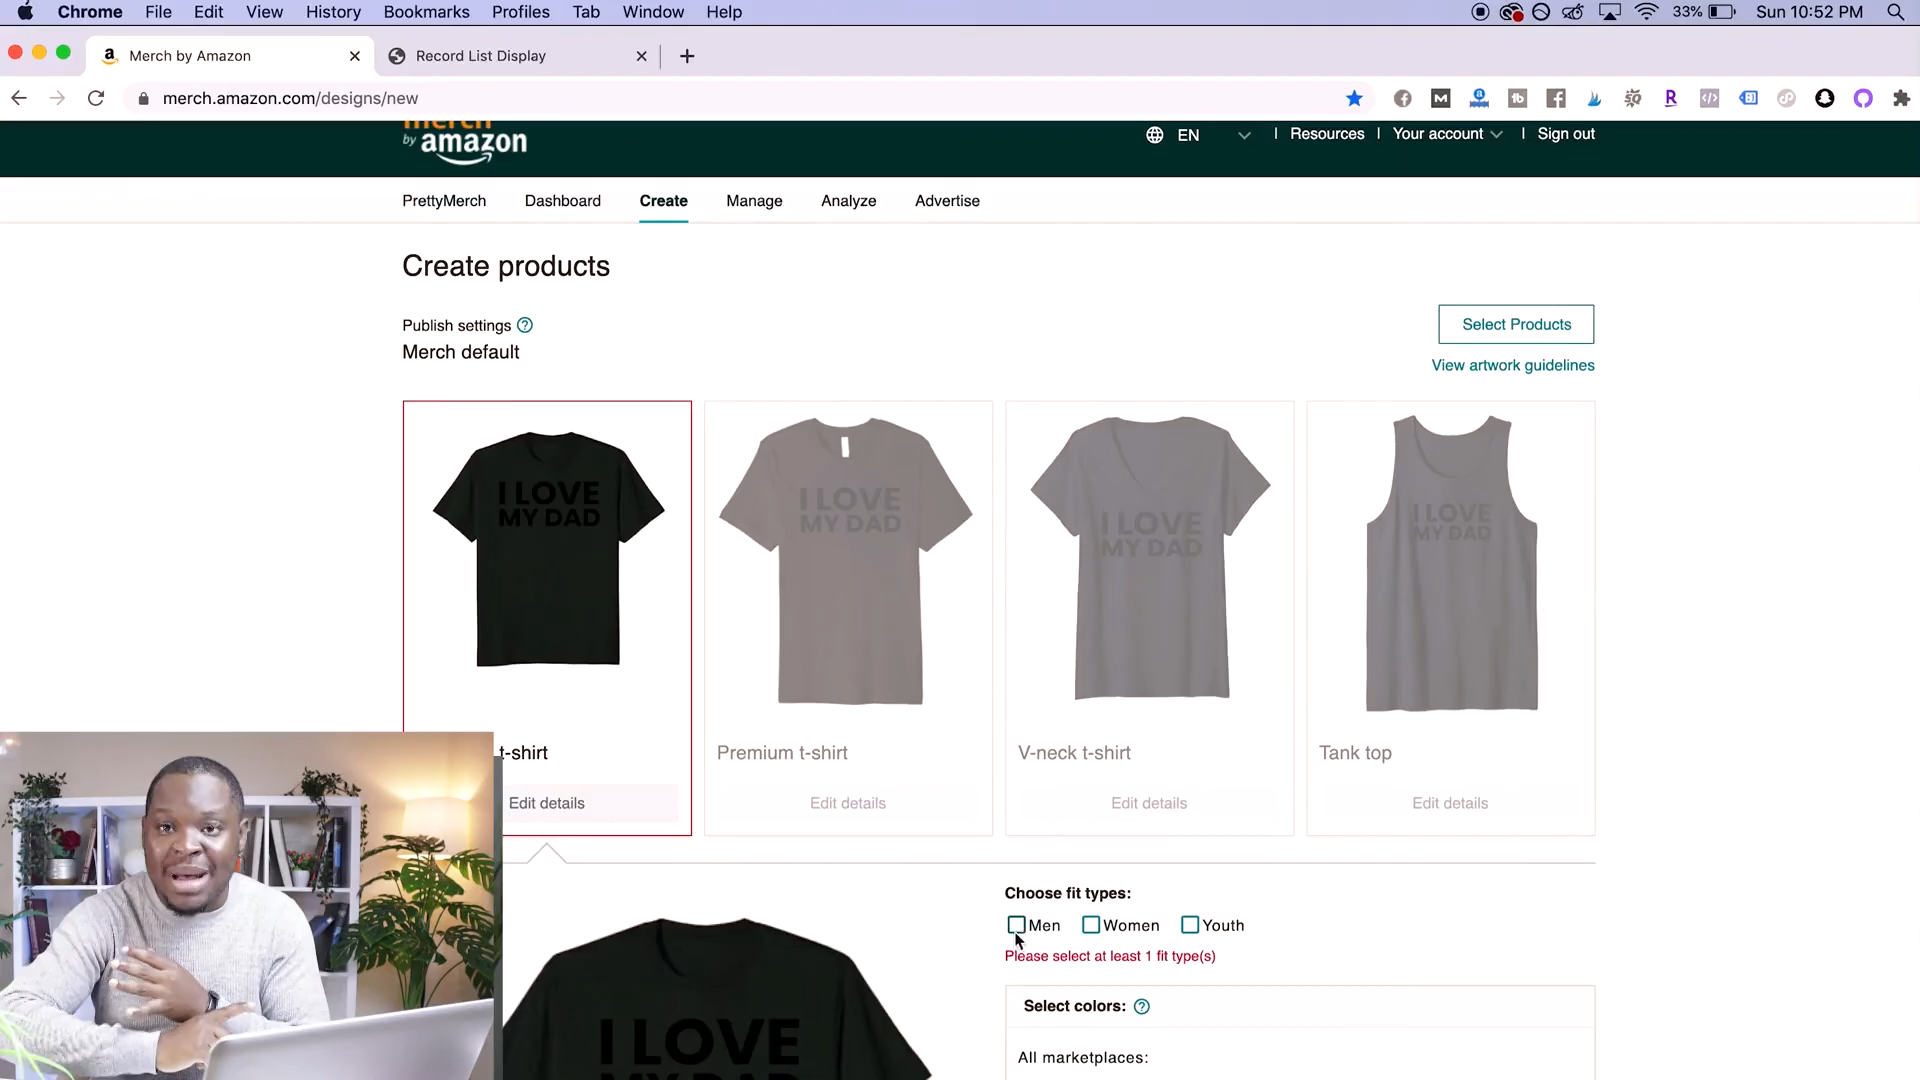 Chrome File Edit View History Bookmarks Profiles Tab Window Help 33% Sun 10:52 PM
Merch by Amazon Record List Display
merch.amazon.com/designs/new
merch
by amazon
EN Resources Your account Sign out
PrettyMerch Dashboard Create Manage Analyze Advertise
Create products
Publish settings
Merch default
Select Products
View artwork guidelines
I LOVE
MY DAD
I LOVE
MY DAD
I LOVE
MY DAD
I LOVE
MY DAD
t-shirt
Premium t-shirt
V-neck t-shirt
Tank top
Edit details
Edit details
Edit details
Edit details
Choose fit types:
Men Women Youth
Please select at least 1 fit type(s)
Select colors:
All marketplaces:
I LOVE
MY DAD